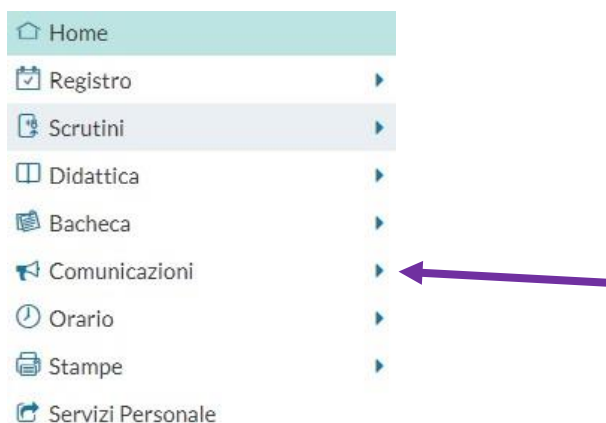 Home
Registro
Scrutini
Didattica
Bacheca
Comunicazioni
Orario
Stampe
Servizi Personale